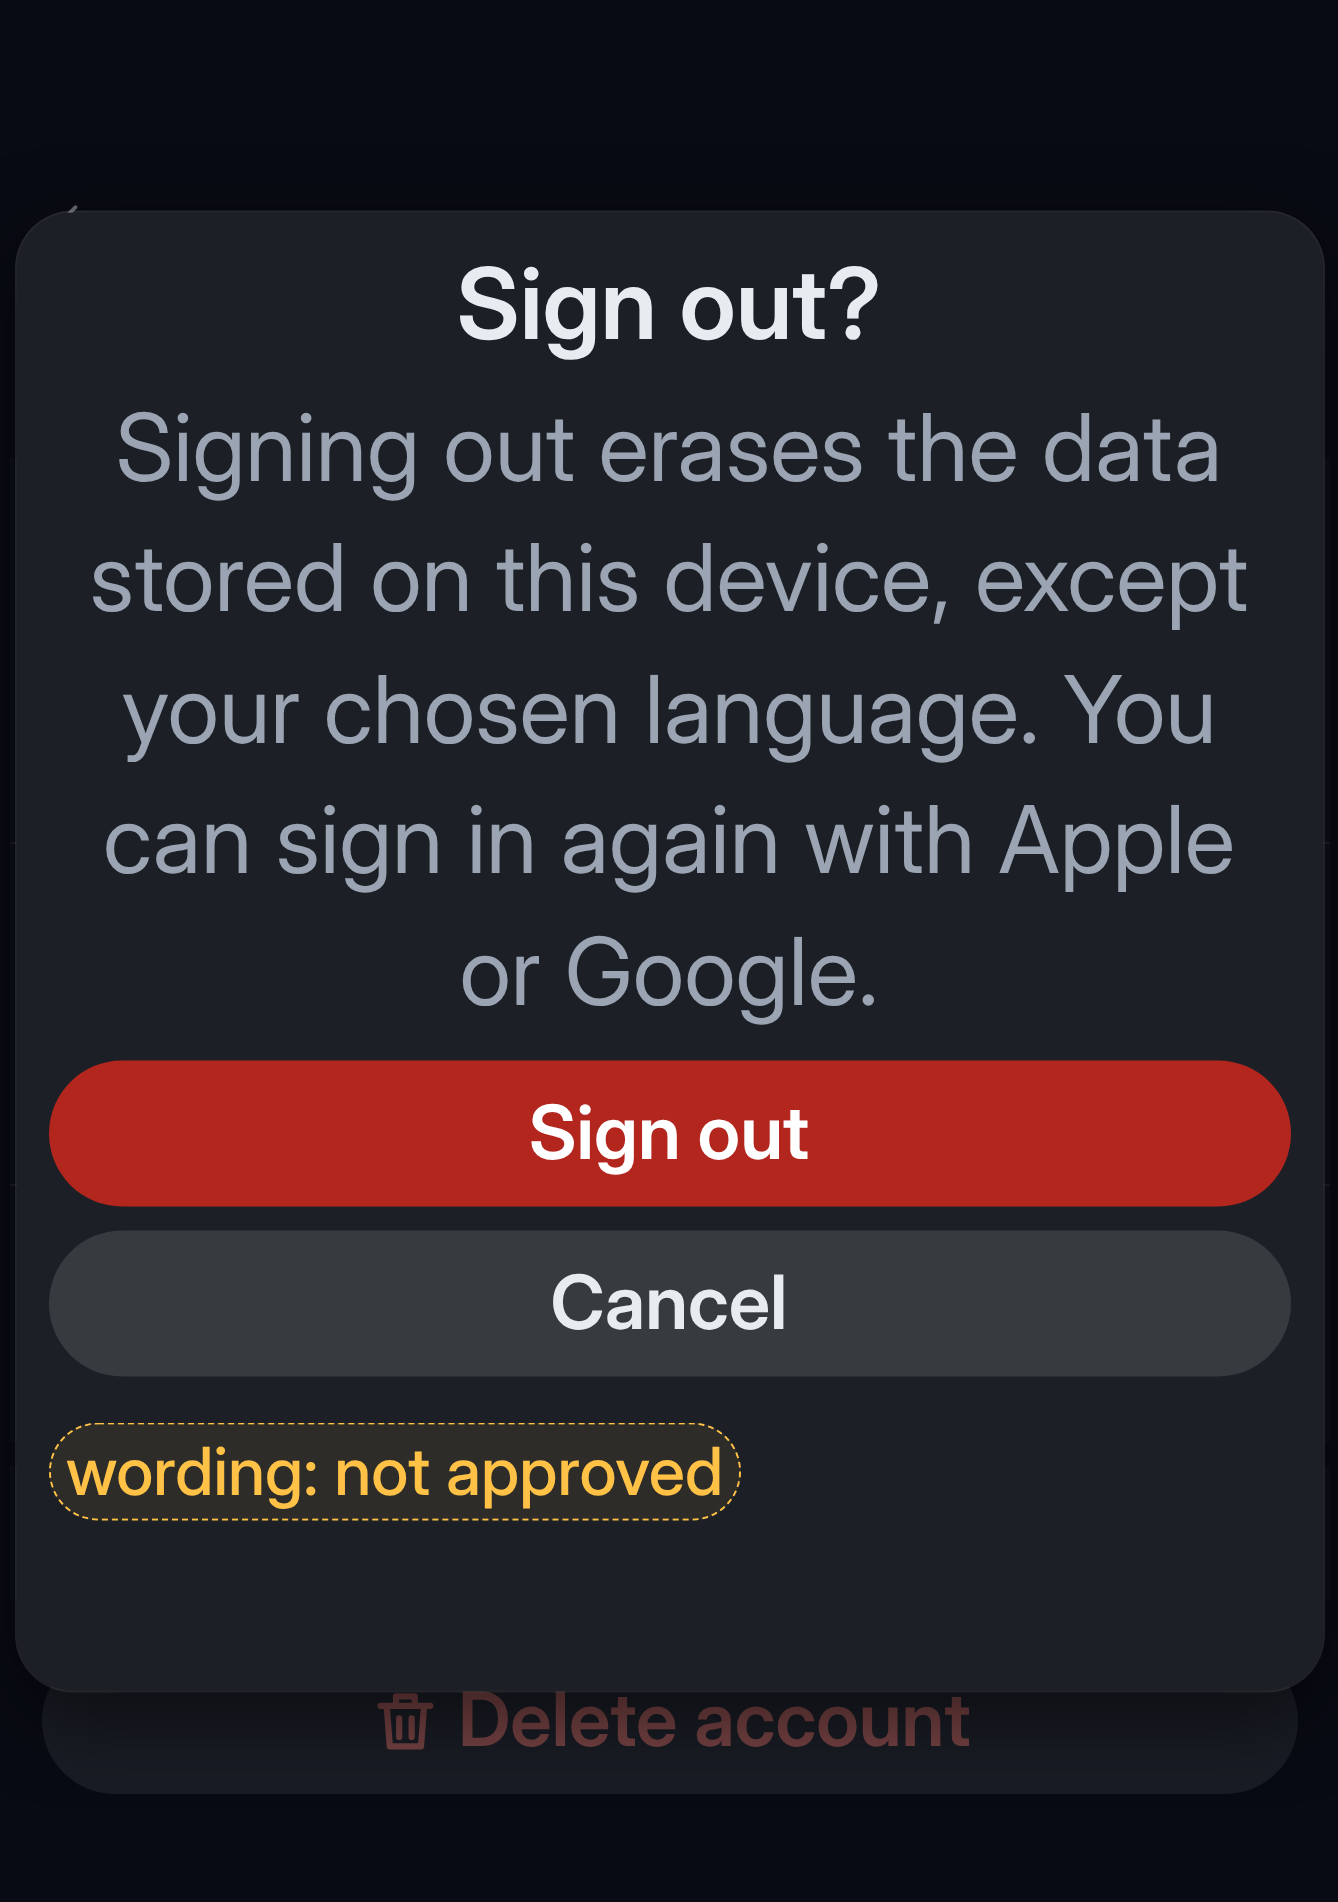 Sign out?
Signing out erases the data
stored on this device, except
your chosen language. You
can sign in again with Apple
or Google.
Sign out
Cancel
wording: not approved
Delete account